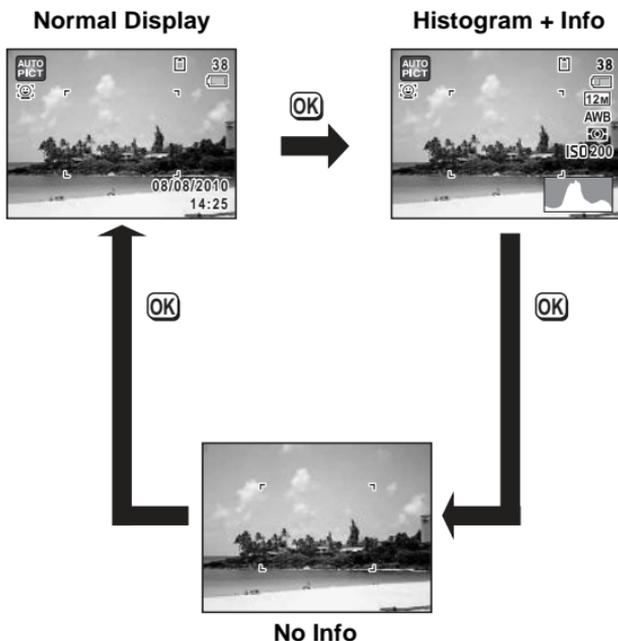 Normal Display
Histogram + Info
AUTO PICT
38
08/08/2010
14:25
OK
AUTO PICT
38
12M
AWB
ISO 200
OK
OK
No Info